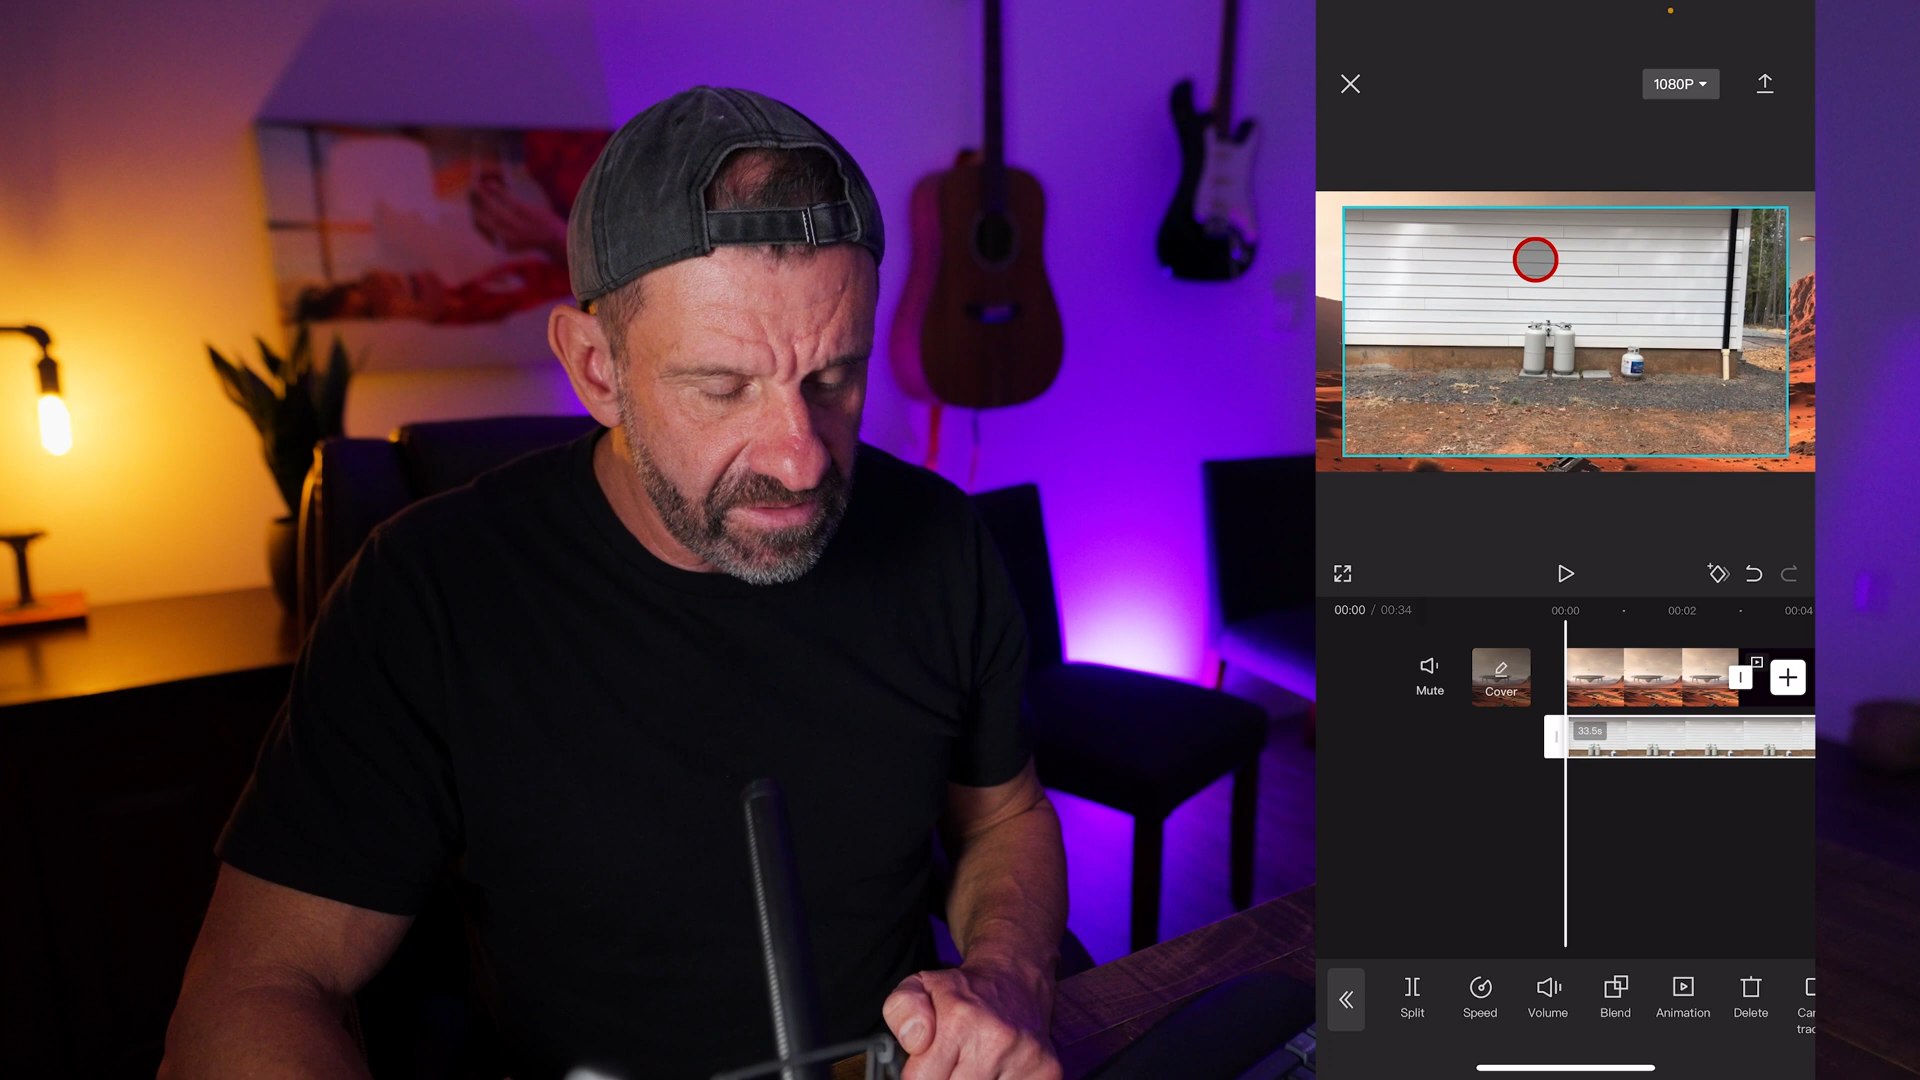 1080P
00:00 / 00:34
00:00
00:02
00:04
Mute
Cover
33.5s
Split
Speed
Volume
Blend
Animation
Delete